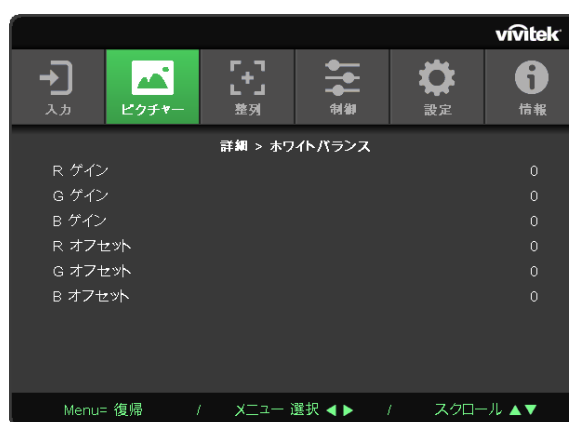 vivitek
入力 ピクチャー 整列 制御 設定 情報
詳細 > ホワイトバランス
R ゲイン 0
G ゲイン 0
B ゲイン 0
R オフセット 0
G オフセット 0
B オフセット 0
Menu= 復帰 / メニュー 選択 ◀ ▶ / スクロール ▲▼